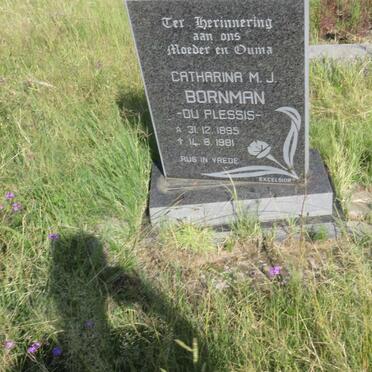 Ter Herinnering
aan ons
Moeder en Ouma
CATHARINA M. J.
BORNMAN
-DU PLESSIS-
* 31. 12. 1895
† 14. 8. 1981
RUS IN VREDE
EXCELSIOR